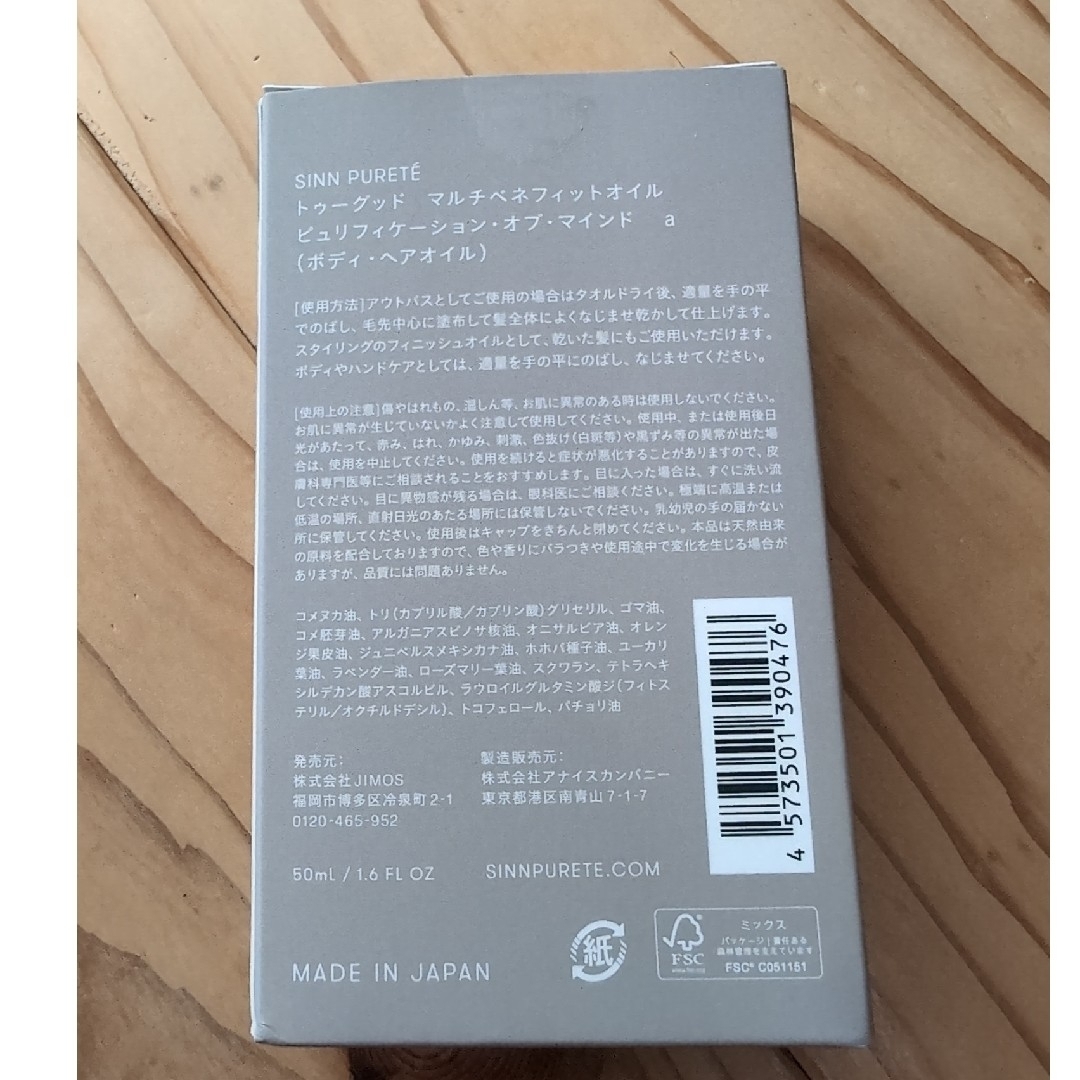 SINN PURETÉ
トゥーグッド マルチベネフィットオイル
ピュリフィケーション・オブ・マインド a
(ボディ・ヘアオイル)
[使用方法]アウトバスとしてご使用の場合はタオルドライ後、適量を手の平
でのばし、毛先中心に塗布して髪全体によくなじませ乾かして仕上げます。
スタイリングのフィニッシュオイルとして、乾いた髪にもご使用いただけます。
ボディやハンドケアとしては、適量を手の平にのばし、なじませてください。
[使用上の注意]傷やはれもの、湿しん等、お肌に異常のある時は使用しないでください。
お肌に異常が生じていないかよく注意して使用してください。使用中、または使用後日
光があたって、赤み、はれ、かゆみ、刺激、色抜け(白斑等)や黒ずみ等の異常が出た場
合は、使用を中止してください。使用を続けると症状が悪化することがありますので、皮
膚科専門医等にご相談されることをおすすめします。目に入った場合は、すぐに洗い流
してください。目に異物感が残る場合は、眼科医にご相談ください。極端に高温または
低温の場所、直射日光のあたる場所には保管しないでください。乳幼児の手の届かない
所に保管してください。使用後はキャップをきちんと閉めてください。本品は天然由来
の原料を配合しておりますので、色や香りにバラつきや使用途中で変化を生じる場合が
ありますが、品質には問題ありません。
コメヌカ油、トリ(カプリル酸／カプリン酸)グリセリル、ゴマ油、
コメ胚芽油、アルガニアスピノサ核油、オニサルビア油、オレン
ジ果皮油、ジュニペルスメキシカナ油、ホホバ種子油、ユーカリ
葉油、ラベンダー油、ローズマリー葉油、スクワラン、テトラヘキ
シルデカン酸アスコルビル、ラウロイルグルタミン酸ジ(フィトス
テリル／オクチルドデシル)、トコフェロール、パチョリ油
発売元:
株式会社JIMOS
福岡市博多区冷泉町2-1
0120-465-952
製造販売元:
株式会社アナイスカンパニー
東京都港区南青山7-1-7
4 573501 390476
50mL / 1.6 FL OZ
SINNPURETE.COM
MADE IN JAPAN
紙
FSC
www.fsc.org
ミックス
パッケージ | 責任ある
森林管理を支えています
FSC® C051151